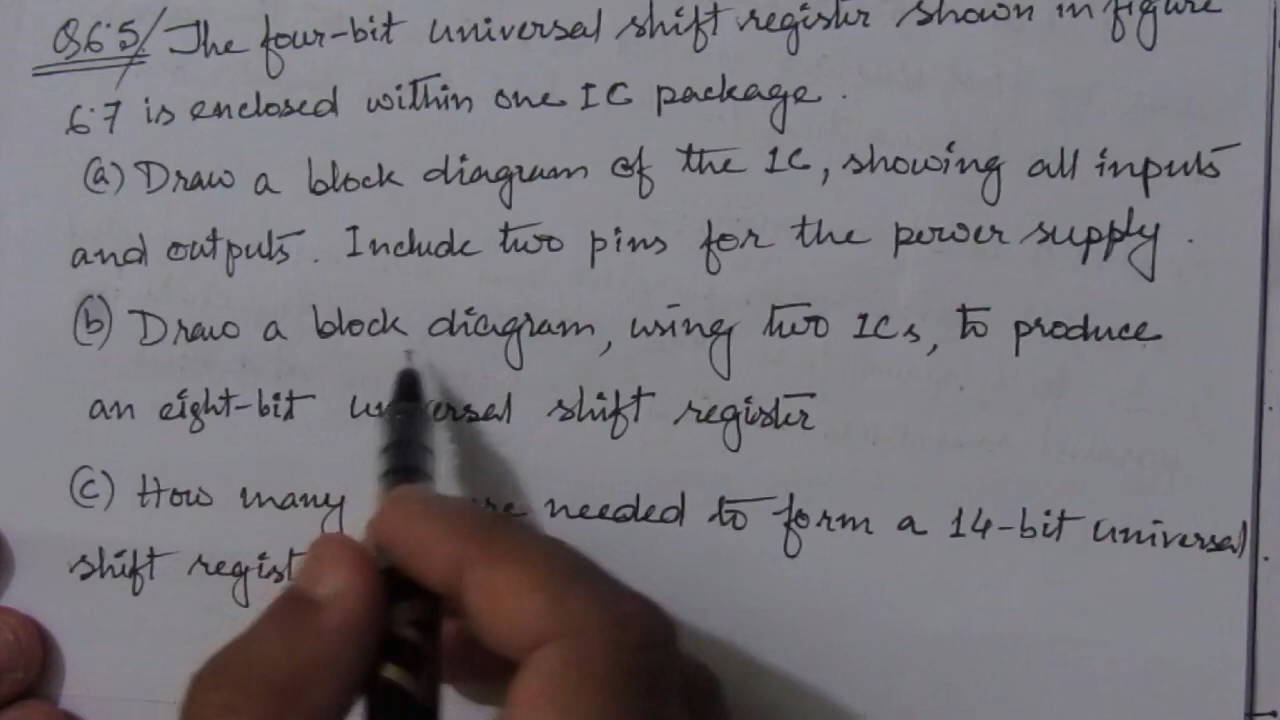 Q6.5/ The four-bit universal shift register shown in figure
6.7 is enclosed within one IC package.
(a) Draw a block diagram of the IC, showing all inputs
and outputs. Include two pins for the power supply.
(b) Draw a block diagram, using two ICs, to produce
an eight-bit universal shift register
(c) How many needed to form a 14-bit universal
shift regist